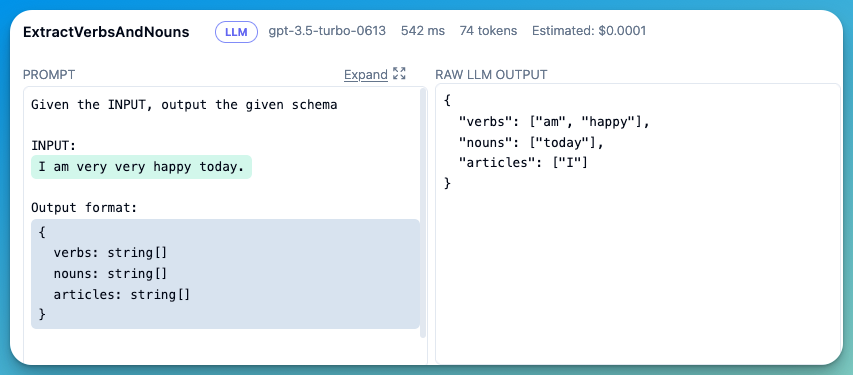 ExtractVerbsAndNouns LLM gpt-3.5-turbo-0613 542 ms 74 tokens Estimated: $0.0001
PROMPT Expand
Given the INPUT, output the given schema
INPUT:
I am very very happy today.
Output format:
{
verbs: string[]
nouns: string[]
articles: string[]
}
RAW LLM OUTPUT
{
"verbs": ["am", "happy"],
"nouns": ["today"],
"articles": ["I"]
}